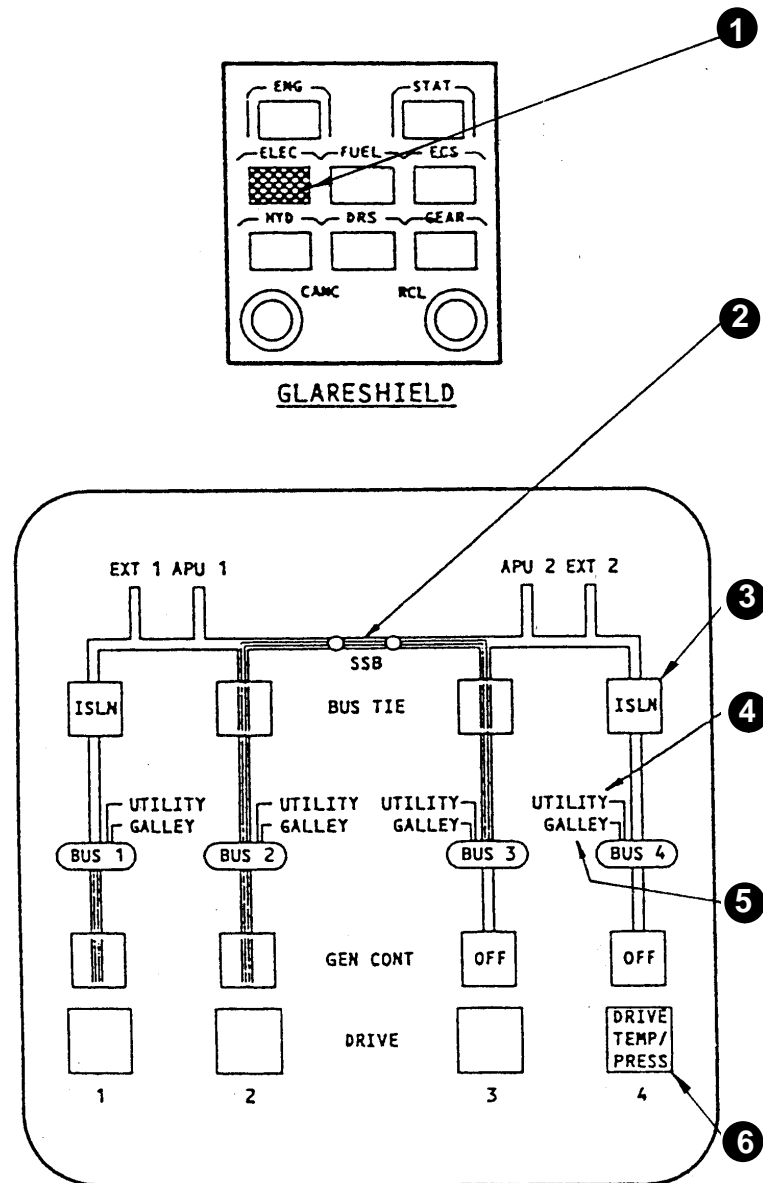 1
ENG STAT
ELEC FUEL ECS
HYD DRS GEAR
CANC RCL
GLARESHIELD
2
EXT 1 APU 1 APU 2 EXT 2
SSB
3
ISLN BUS TIE ISLN
4
UTILITY UTILITY UTILITY UTILITY
GALLEY GALLEY GALLEY GALLEY
BUS 1 BUS 2 BUS 3 BUS 4
5
GEN CONT OFF OFF
DRIVE
DRIVE TEMP/
PRESS
1 2 3 4
6